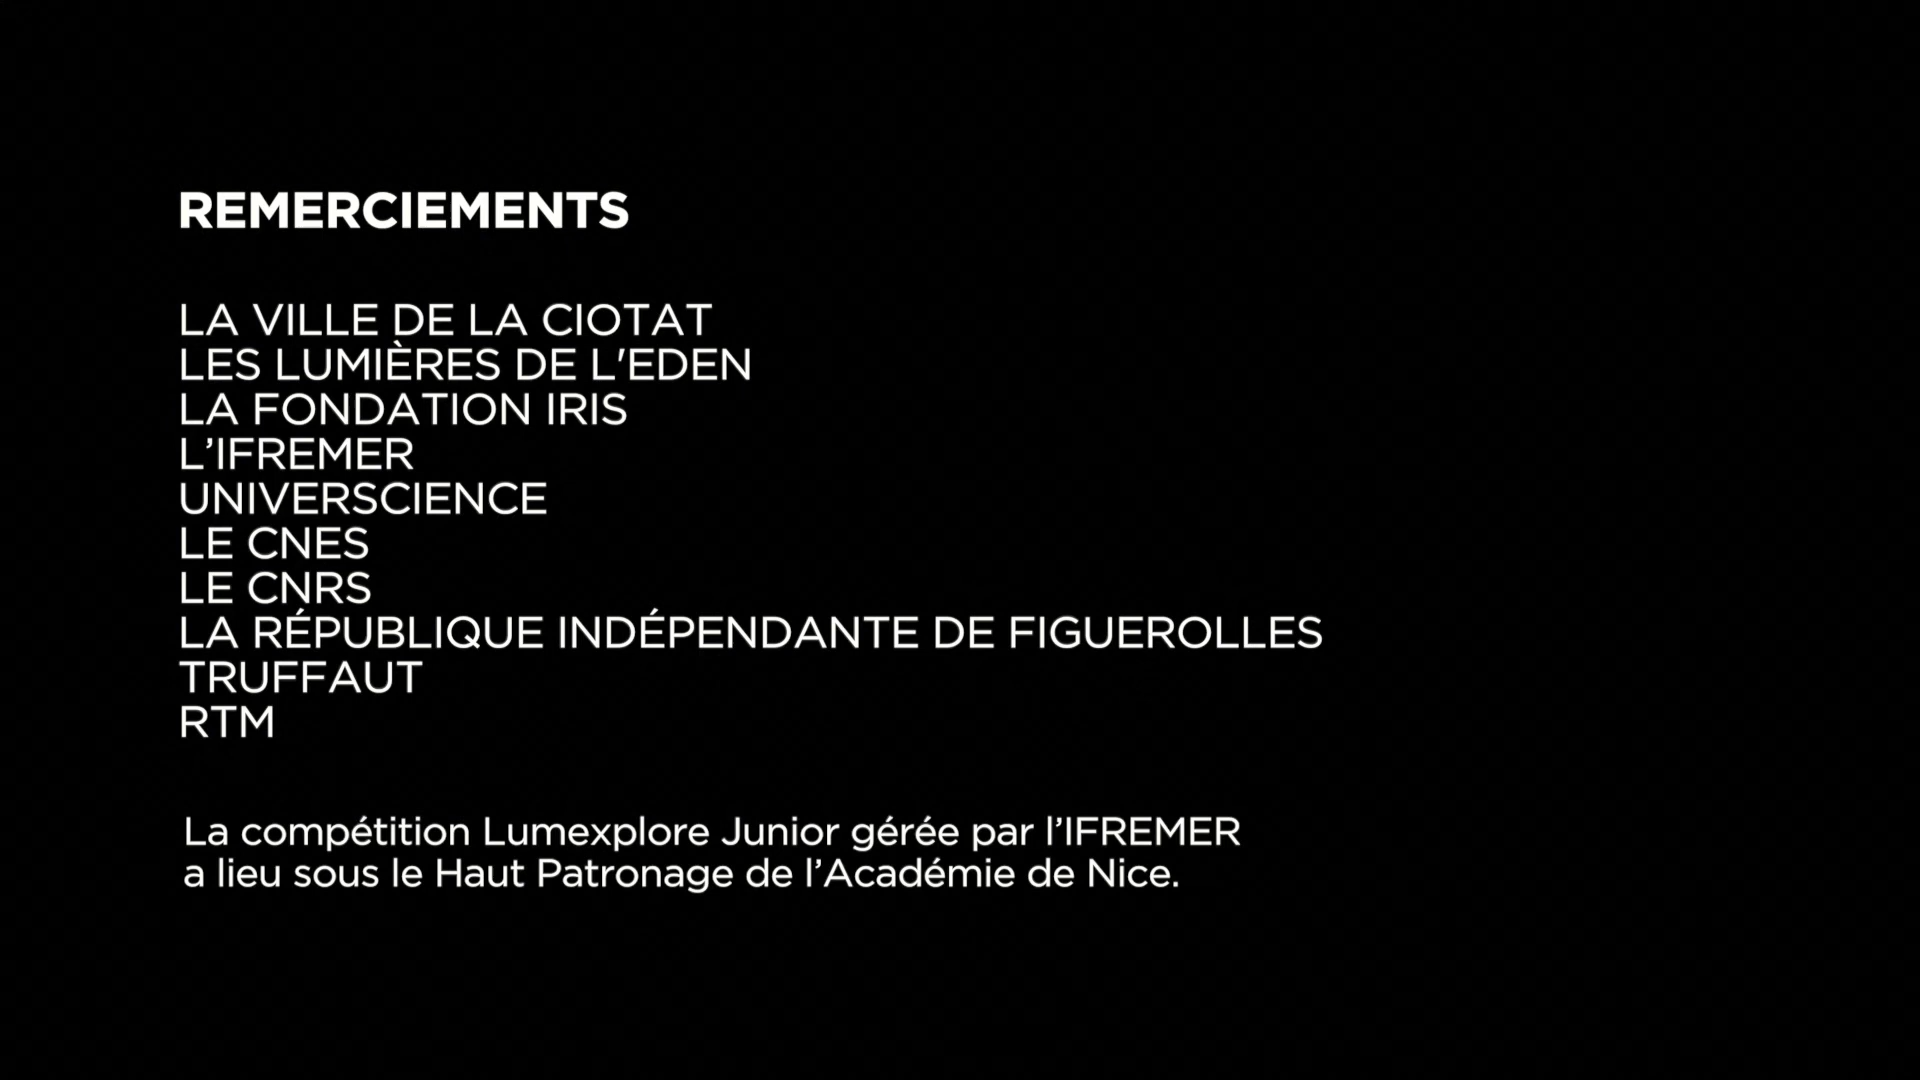 REMERCIEMENTS
LA VILLE DE LA CIOTAT
LES LUMIÈRES DE L'EDEN
LA FONDATION IRIS
L’IFREMER
UNIVERSCIENCE
LE CNES
LE CNRS
LA RÉPUBLIQUE INDÉPENDANTE DE FIGUEROLLES
TRUFFAUT
RTM
La compétition Lumexplore Junior gérée par l’IFREMER
a lieu sous le Haut Patronage de l’Académie de Nice.